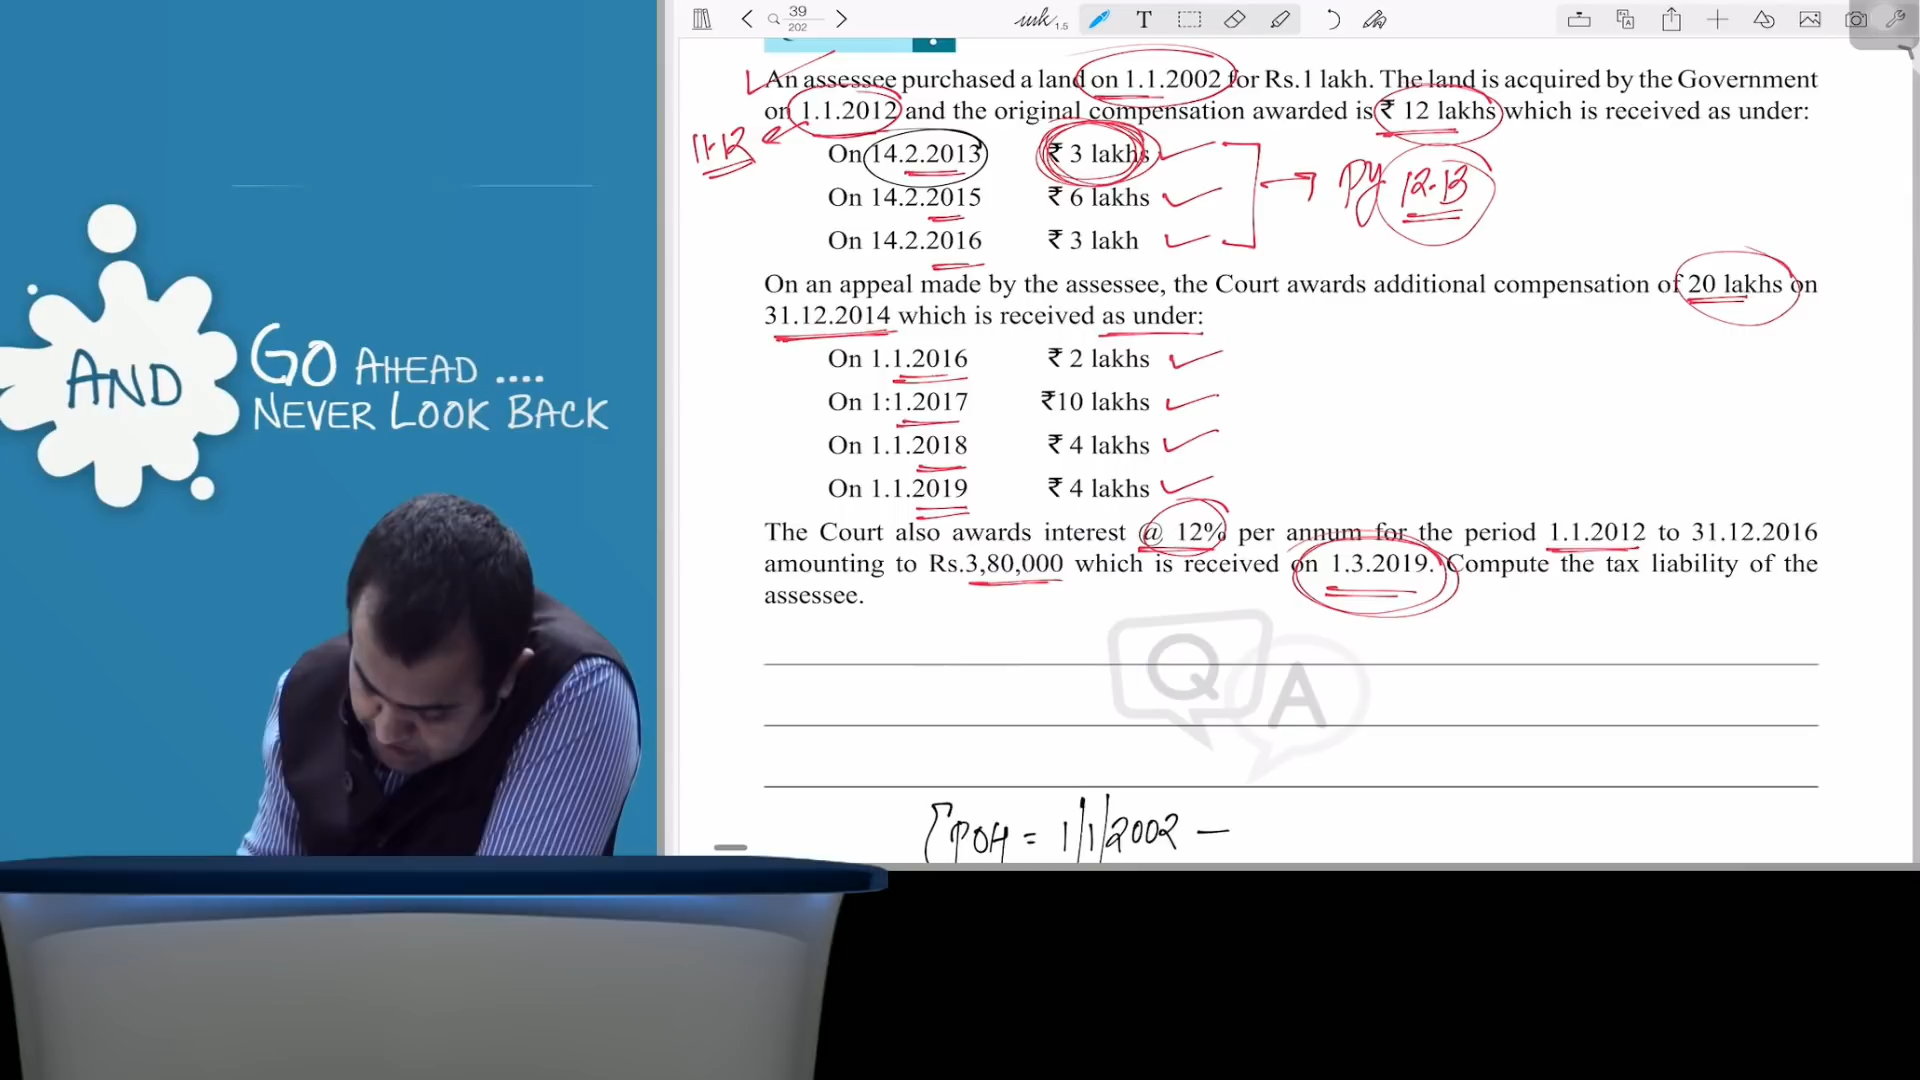 39
202
ink 1.5
T
An assessee purchased a land on 1.1.2002 for Rs.1 lakh. The land is acquired by the Government
on 1.1.2012 and the original compensation awarded is ₹ 12 lakhs which is received as under:
11-12
On 14.2.2013 ₹ 3 lakhs
PY 12-13
On 14.2.2015 ₹ 6 lakhs
On 14.2.2016 ₹ 3 lakh
On an appeal made by the assessee, the Court awards additional compensation of 20 lakhs on
31.12.2014 which is received as under:
On 1.1.2016 ₹ 2 lakhs
On 1:1.2017 ₹10 lakhs
On 1.1.2018 ₹ 4 lakhs
On 1.1.2019 ₹ 4 lakhs
The Court also awards interest @ 12% per annum for the period 1.1.2012 to 31.12.2016
amounting to Rs.3,80,000 which is received on 1.3.2019. Compute the tax liability of the
assessee.
Q A
POH = 1/1/2002 —
AND
GO AHEAD ....
NEVER LOOK BACK